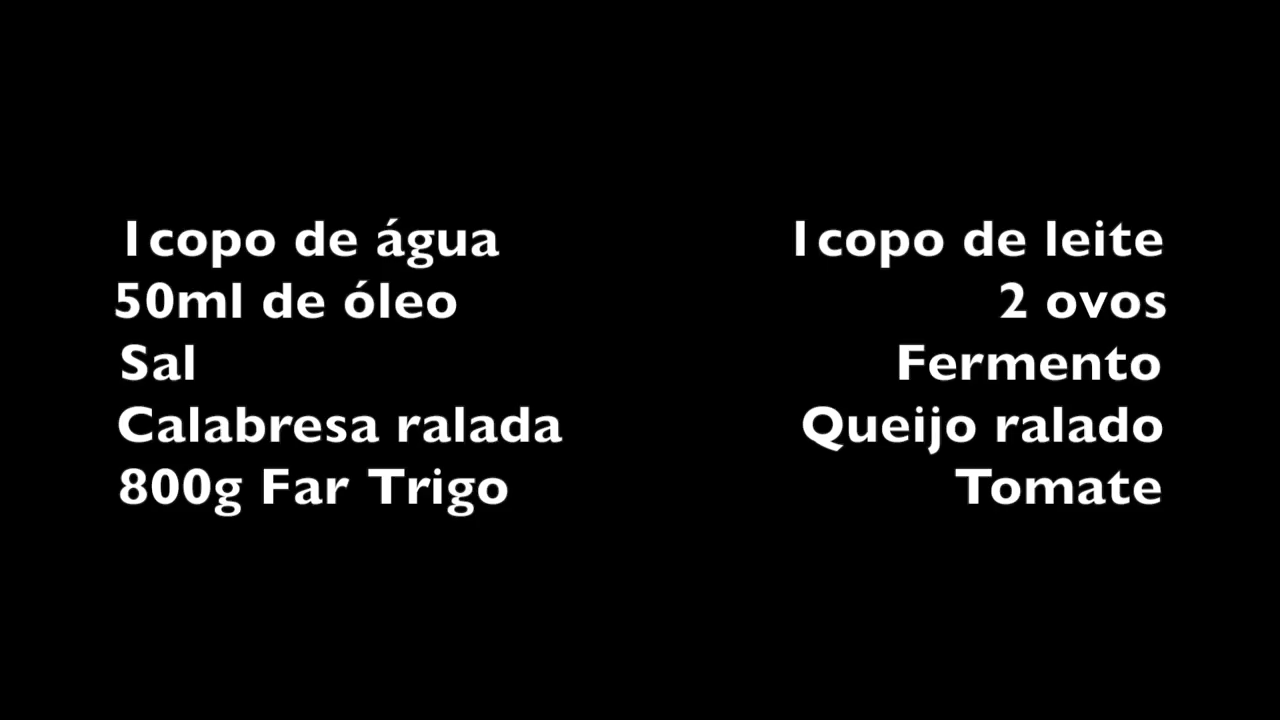 1copo de água
50ml de óleo
Sal
Calabresa ralada
800g Far Trigo
1copo de leite
2 ovos
Fermento
Queijo ralado
Tomate